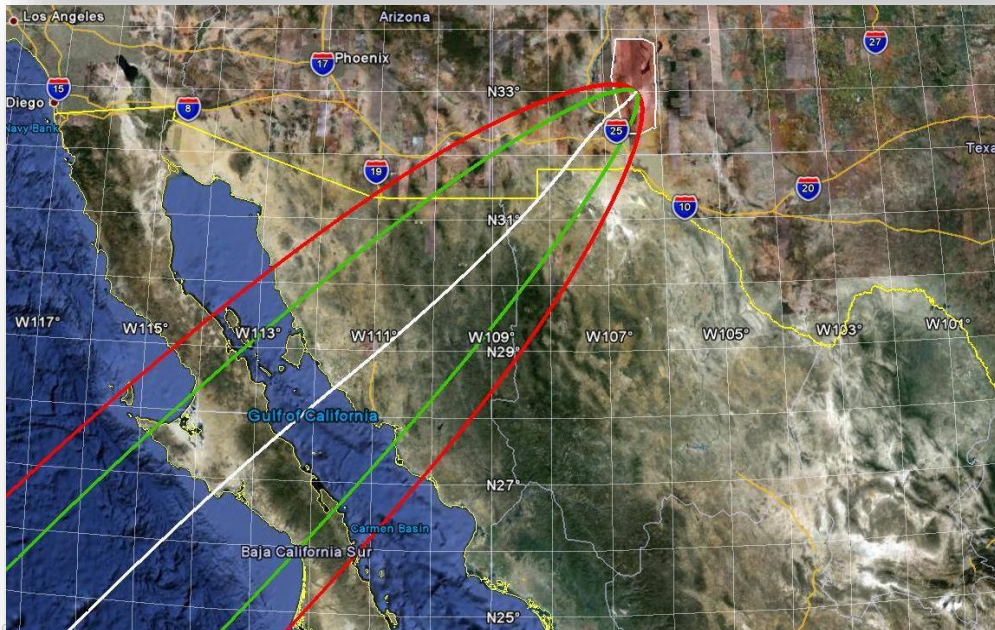 Los Angeles
Arizona
27
17
Phoenix
15
Diego
8
N33°
Navy Bank
25
Texa
19
20
10
N31°
W117°
W115°
W113°
W111°
W109°
W107°
W105°
W103°
W101°
N29°
Gulf of California
N27°
Carmen Basin
Baja California Sur
N25°